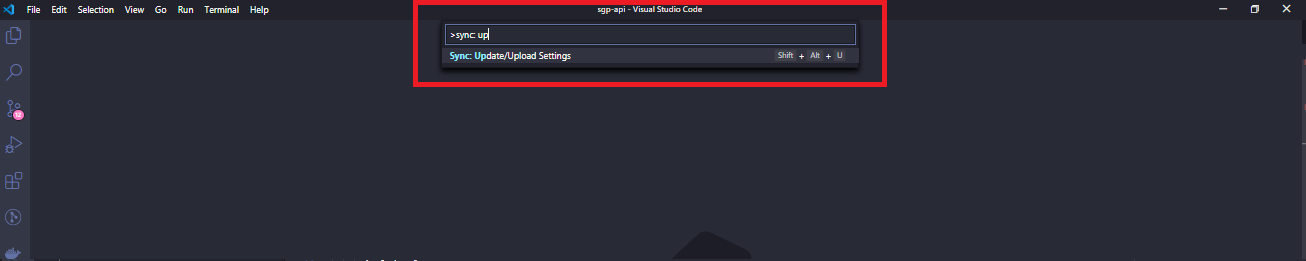 File Edit Selection View Go Run Terminal Help
sgp-api - Visual Studio Code
>sync: up
Sync: Update/Upload Settings Shift + Alt + U